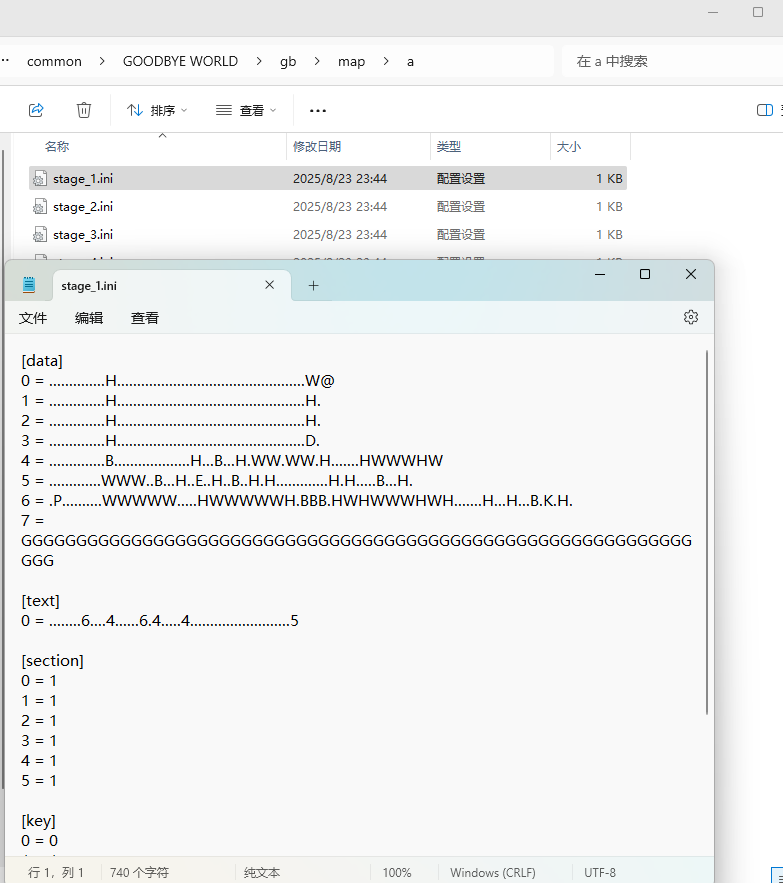 common > GOODBYE WORLD > gb > map > a
在 a 中搜索
排序 查看
名称 修改日期 类型 大小
stage_1.ini 2025/8/23 23:44 配置设置 1 KB
stage_2.ini 2025/8/23 23:44 配置设置 1 KB
stage_3.ini 2025/8/23 23:44 配置设置 1 KB
stage_1.ini
文件 编辑 查看
[data]
0 = ..............H...............................................W@
1 = ..............H...............................................H.
2 = ..............H...............................................H.
3 = ..............H...............................................D.
4 = ..............B...................H...B...H.WW.WW.H.......HWWWHW
5 = .............WWW..B...H..E..H..B..H.H.............H.H.....B...H.
6 = .P..........WWWWW.....HWWWWWH.BBB.HWHWWWHWH.......H...H...B.K.H.
7 =
GGGGGGGGGGGGGGGGGGGGGGGGGGGGGGGGGGGGGGGGGGGGGGGGGGGGGGGGGGGGG
GGG
[text]
0 = ........6....4......6.4.....4.........................5
[section]
0 = 1
1 = 1
2 = 1
3 = 1
4 = 1
5 = 1
[key]
0 = 0
行 1，列 1 740 个字符 纯文本 100% Windows (CRLF) UTF-8